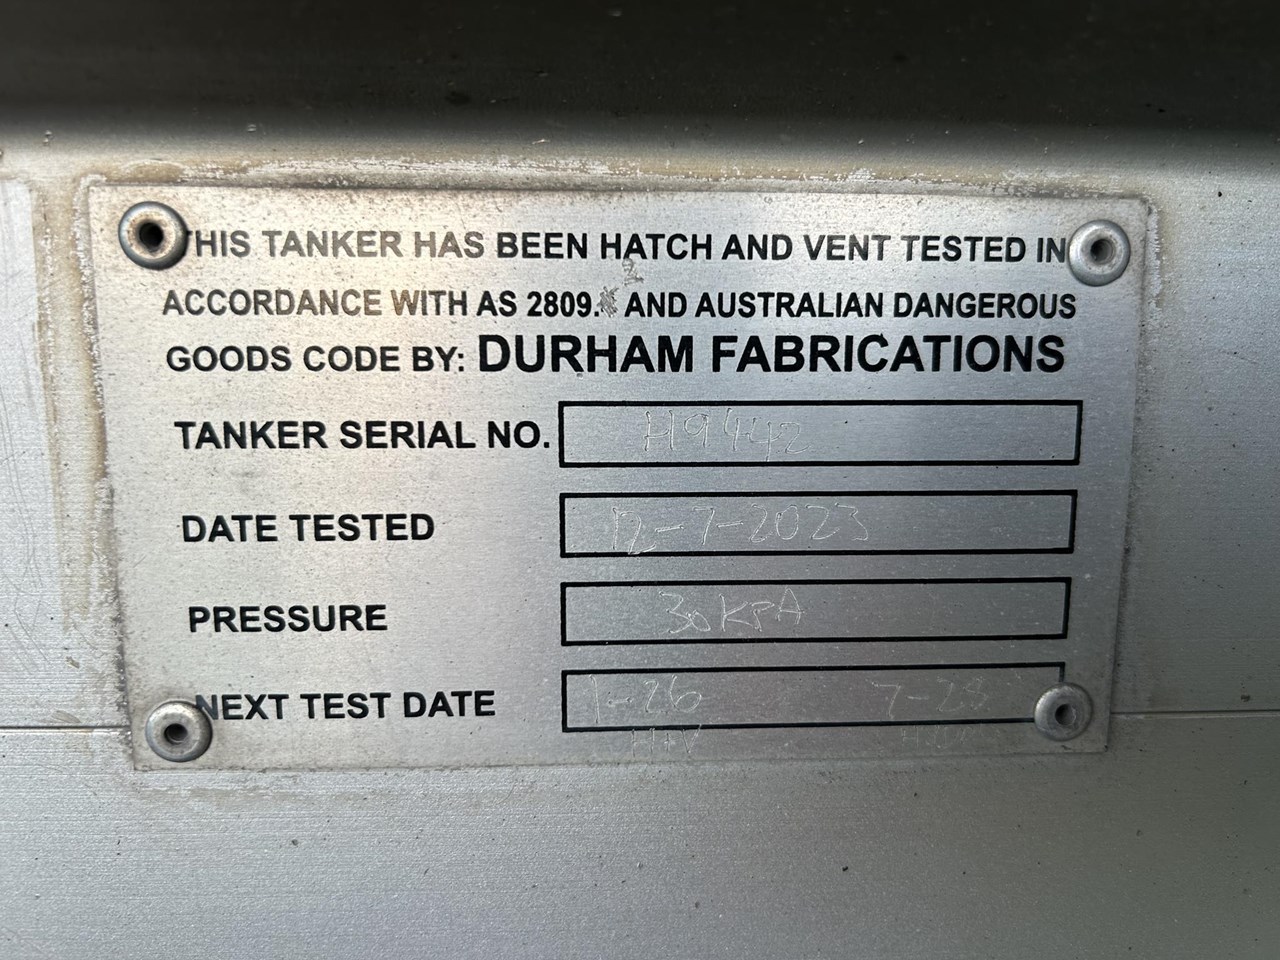 THIS TANKER HAS BEEN HATCH AND VENT TESTED IN
ACCORDANCE WITH AS 2809.2 AND AUSTRALIAN DANGEROUS
GOODS CODE BY: DURHAM FABRICATIONS
TANKER SERIAL NO. H9442
DATE TESTED 12-7-2023
PRESSURE 30KPA
NEXT TEST DATE 1-26 7-28
H+V